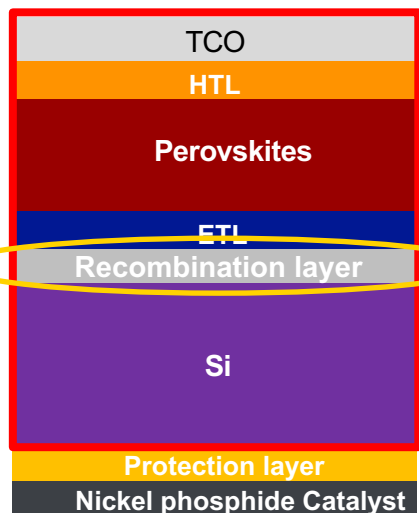 TCO
HTL
Perovskites
ETL
Recombination layer
Si
Protection layer
Nickel phosphide Catalyst